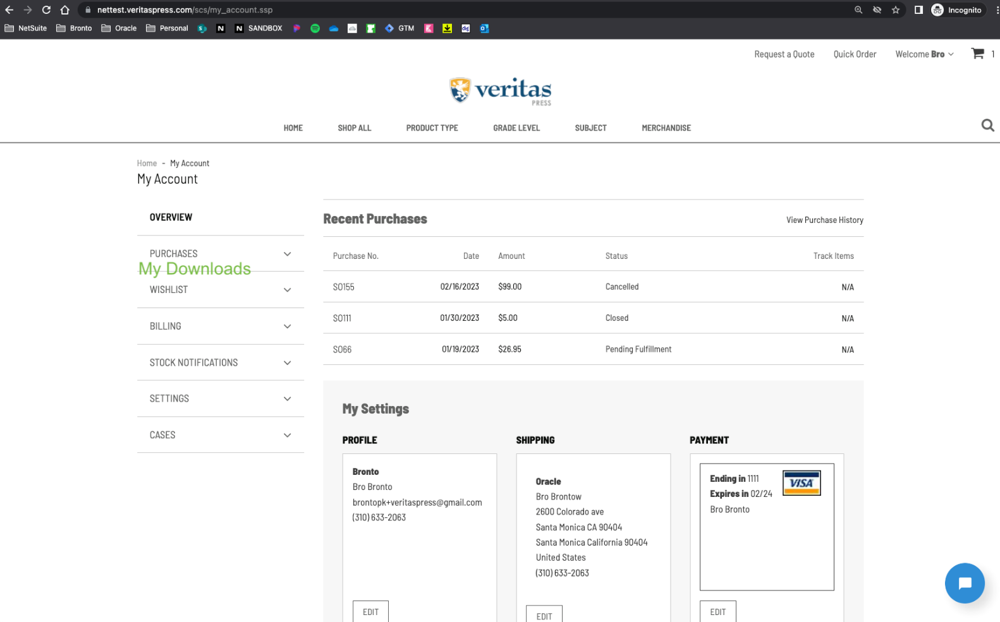 nettest.veritaspress.com/scs/my_account.ssp
Incognito
NetSuite Bronto Oracle Personal SANDBOX GTM
Request a Quote Quick Order Welcome Bro 1
veritas
PRESS
HOME SHOP ALL PRODUCT TYPE GRADE LEVEL SUBJECT MERCHANDISE
Home - My Account
My Account
OVERVIEW
PURCHASES
My Downloads
WISHLIST
BILLING
STOCK NOTIFICATIONS
SETTINGS
CASES
Recent Purchases
View Purchase History
Purchase No. Date Amount Status Track Items
SO155 02/16/2023 $99.00 Cancelled N/A
SO111 01/30/2023 $5.00 Closed N/A
SO66 01/19/2023 $26.95 Pending Fulfillment N/A
My Settings
PROFILE
Bronto
Bro Bronto
brontopk+veritaspress@gmail.com
(310) 633-2063
EDIT
SHIPPING
Oracle
Bro Brontow
2600 Colorado ave
Santa Monica CA 90404
Santa Monica California 90404
United States
(310) 633-2063
EDIT
PAYMENT
Ending in 1111
VISA
Expires in 02/24
Bro Bronto
EDIT